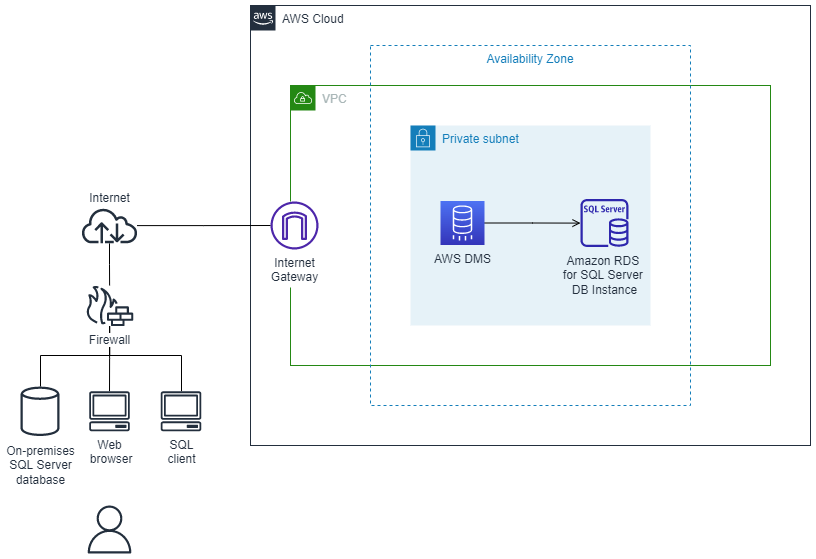 aws
AWS Cloud
Availability Zone
VPC
Private subnet
Internet
SQL Server
AWS DMS
Amazon RDS
for SQL Server
DB Instance
Internet
Gateway
Firewall
On-premises
SQL Server
database
Web
browser
SQL
client